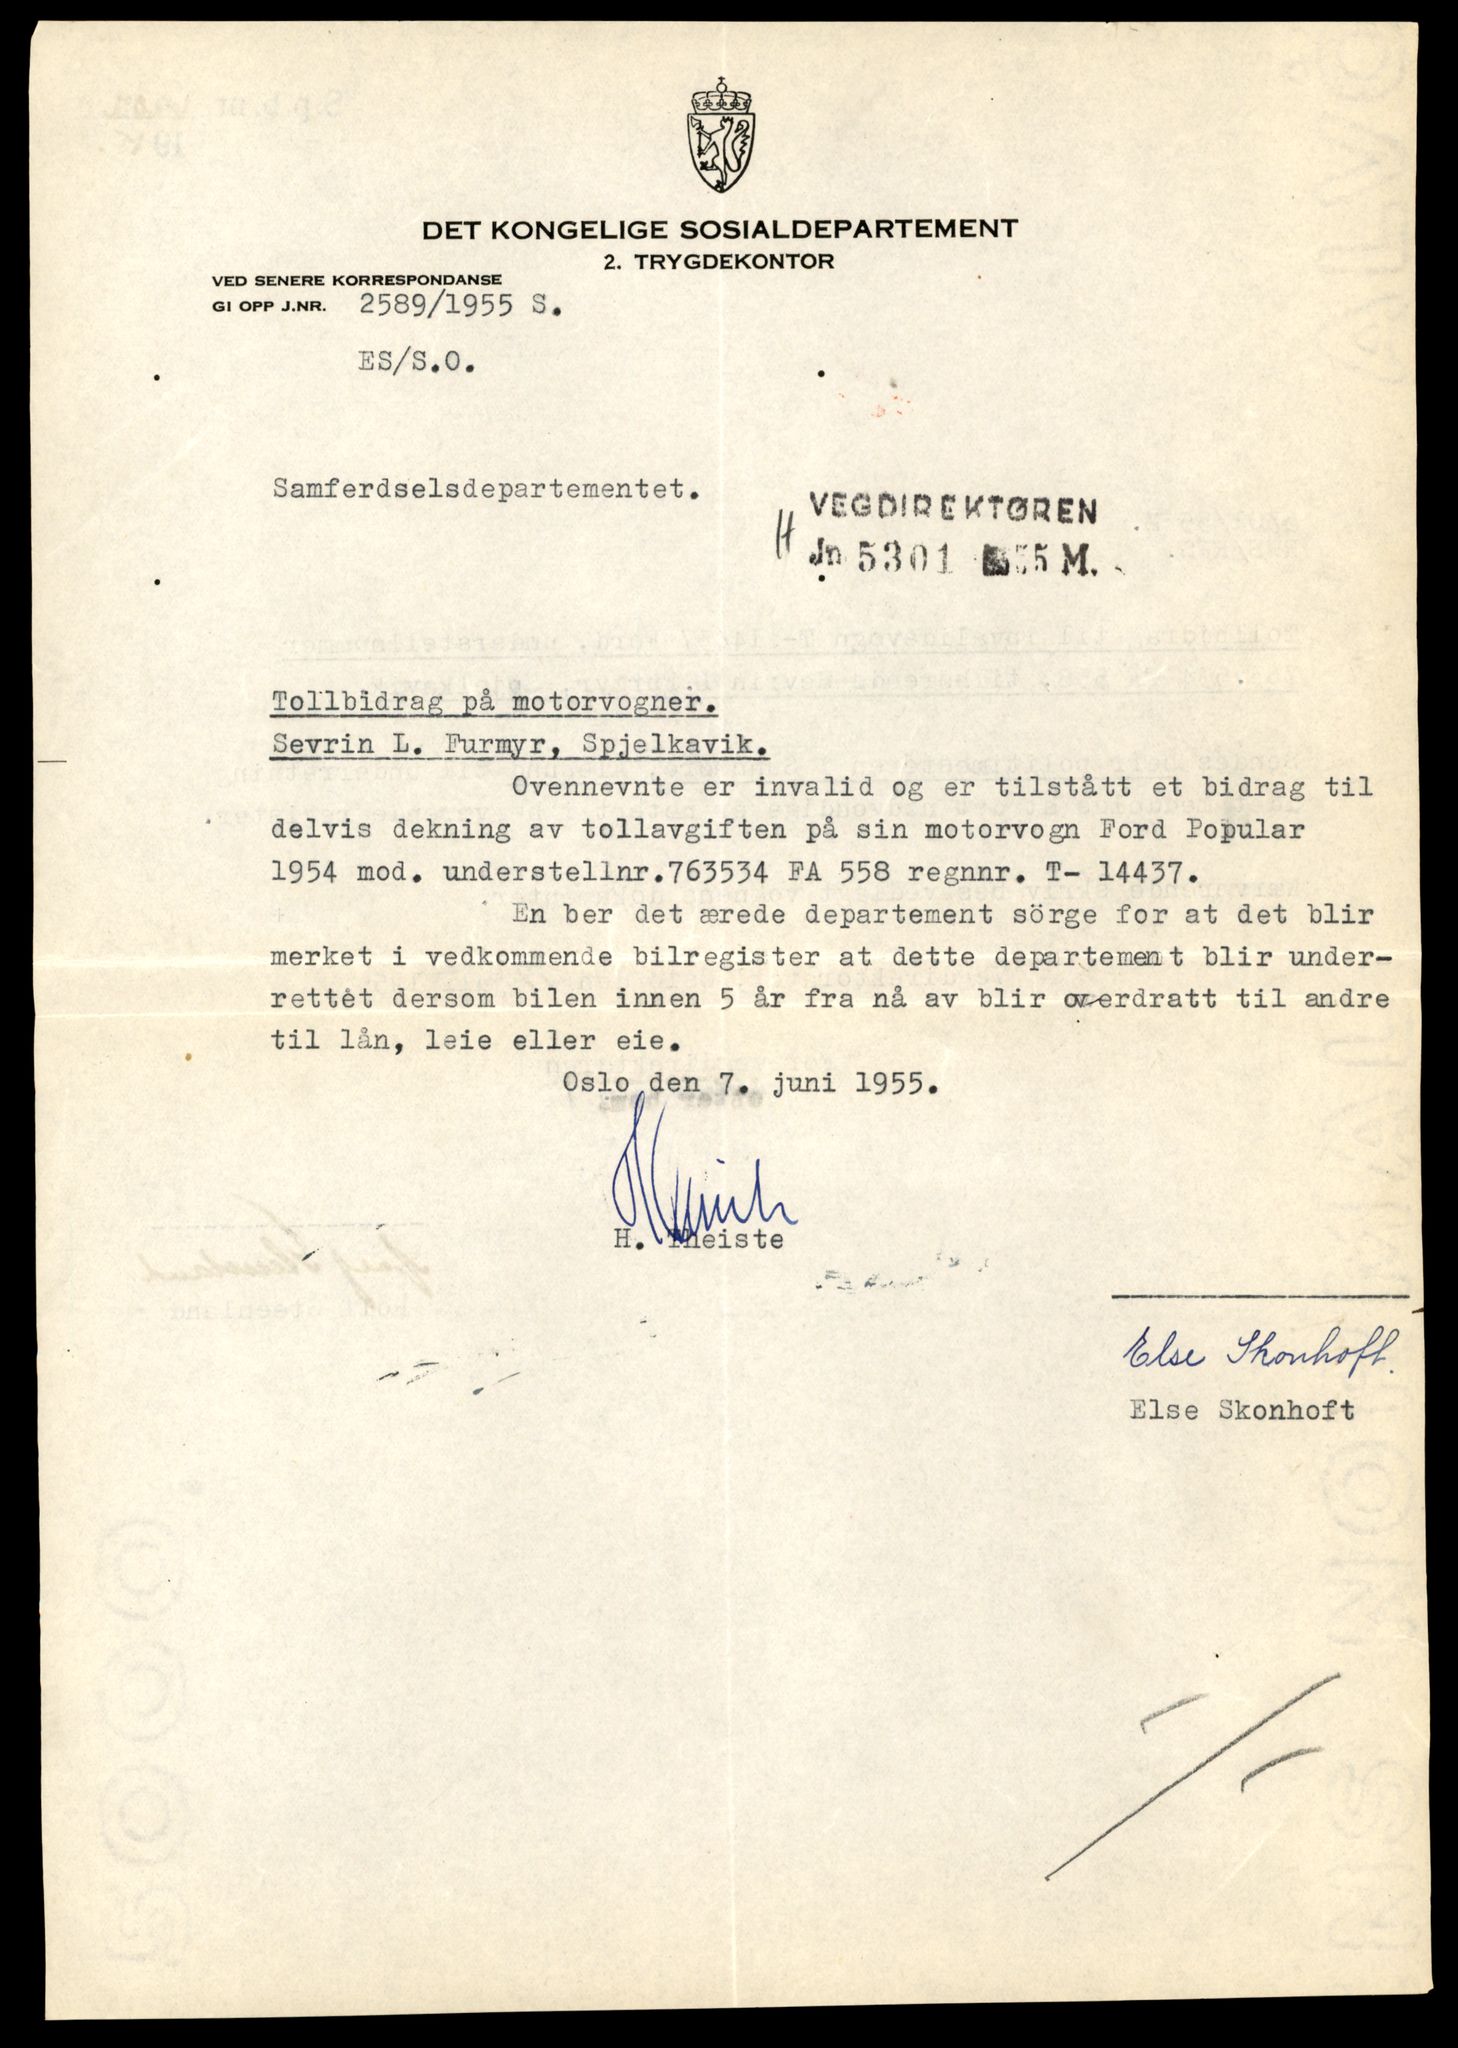 DET KONGELIGE SOSIALDEPARTEMENT
2. TRYGDEKONTOR
VED SENERE KORRESPONDANSE
GI OPP J.NR. 2589/1955 S.
ES/S.O.
Samferdselsdepartementet.
VEGDIREKTØREN
H
Jn 5301 55 M.
Tollbidrag på motorvogner.
Sevrin L. Furmyr, Spjelkavik.
Ovennevnte er invalid og er tilstått et bidrag til
delvis dekning av tollavgiften på sin motorvogn Ford Popular
1954 mod. understellnr.763534 FA 558 regnnr. T- 14437.
En ber det ærede departement sörge for at det blir
merket i vedkommende bilregister at dette departement blir under-
rettet dersom bilen innen 5 år fra nå av blir overdratt til andre
til lån, leie eller eie.
Oslo den 7. juni 1955.
H. Theiste
Else Skonhoft.
Else Skonhoft